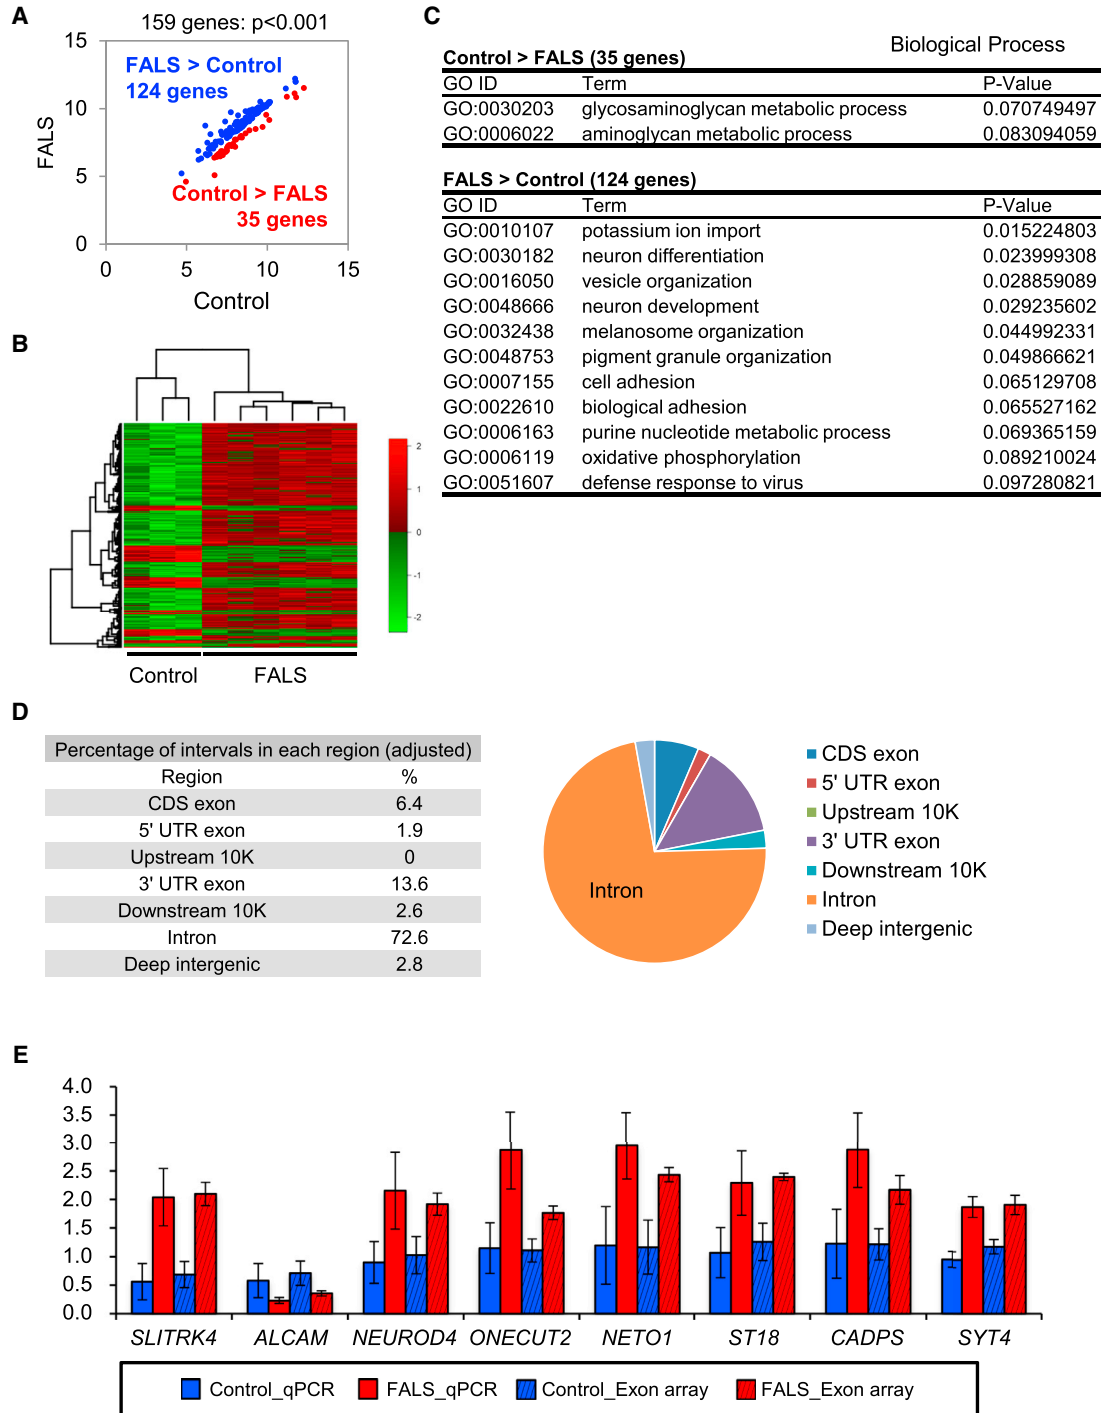 A
159 genes: p<0.001
15
10
5
0
FALS > Control
124 genes
Control > FALS
35 genes
FALS
0 5 10 15
Control
B
2
1
0
-1
-2
Control FALS
C
Biological Process
Control > FALS (35 genes)
GO ID Term P-Value
GO:0030203 glycosaminoglycan metabolic process 0.070749497
GO:0006022 aminoglycan metabolic process 0.083094059
FALS > Control (124 genes)
GO ID Term P-Value
GO:0010107 potassium ion import 0.015224803
GO:0030182 neuron differentiation 0.023999308
GO:0016050 vesicle organization 0.028859089
GO:0048666 neuron development 0.029235602
GO:0032438 melanosome organization 0.044992331
GO:0048753 pigment granule organization 0.049866621
GO:0007155 cell adhesion 0.065129708
GO:0022610 biological adhesion 0.065527162
GO:0006163 purine nucleotide metabolic process 0.069365159
GO:0006119 oxidative phosphorylation 0.089210024
GO:0051607 defense response to virus 0.097280821
D
Percentage of intervals in each region (adjusted)
Region %
CDS exon 6.4
5' UTR exon 1.9
Upstream 10K 0
3' UTR exon 13.6
Downstream 10K 2.6
Intron 72.6
Deep intergenic 2.8
Intron
CDS exon
5' UTR exon
Upstream 10K
3' UTR exon
Downstream 10K
Intron
Deep intergenic
E
4.0
3.5
3.0
2.5
2.0
1.5
1.0
0.5
0.0
SLITRK4 ALCAM NEUROD4 ONECUT2 NETO1 ST18 CADPS SYT4
Control_qPCR FALS_qPCR Control_Exon array FALS_Exon array